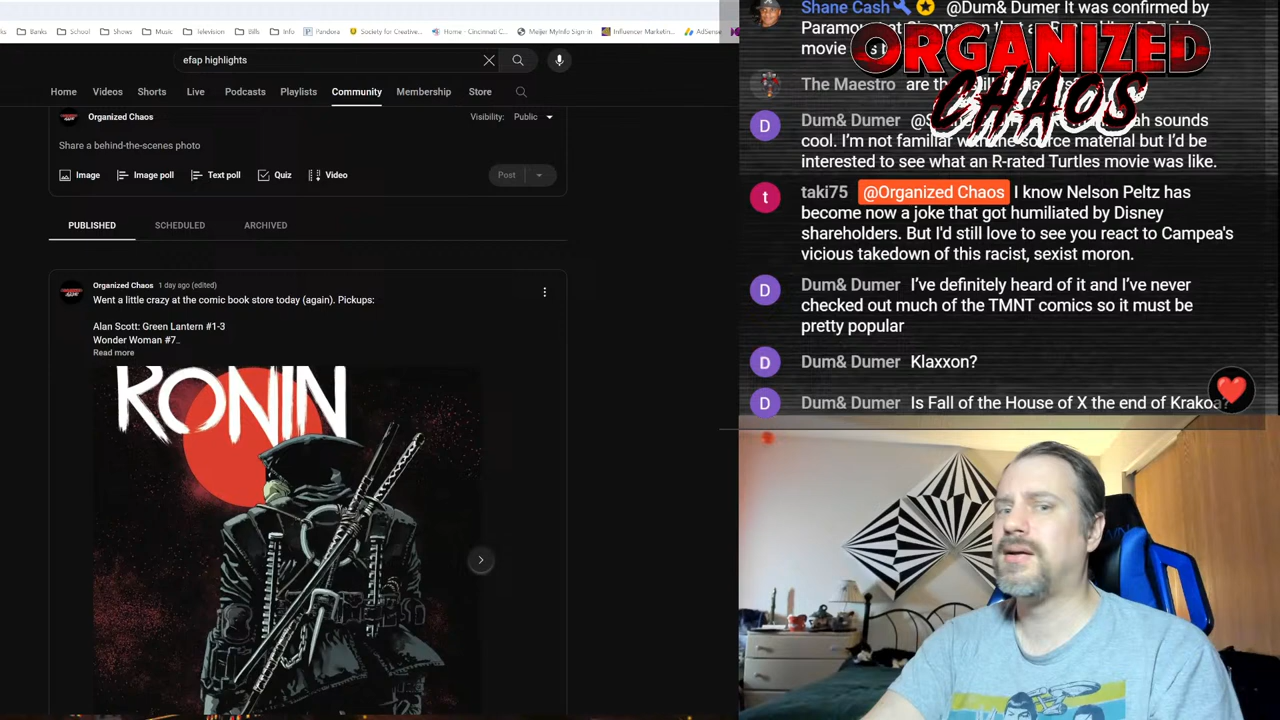 Banks
School
Shows
Music
Television
Bills
Info
Pandora
Society for Creative...
Home - Cincinnati C...
Meijer MyInfo Sign-in
Influencer Marketin...
AdSense
efap highlights
Home
Videos
Shorts
Live
Podcasts
Playlists
Community
Membership
Store
Organized Chaos
Visibility:
Public
Share a behind-the-scenes photo
Image
Image poll
Text poll
Quiz
Video
Post
PUBLISHED
SCHEDULED
ARCHIVED
Organized Chaos 1 day ago (edited)
Went a little crazy at the comic book store today (again). Pickups:
Alan Scott: Green Lantern #1-3
Wonder Woman #7..
Read more
RONIN
Shane Cash @Dum& Dumer It was confirmed by
movie
ORGANIZED
CHAOS
The Maestro are
Dum& Dumer
sounds
cool. I'm not familiar with the source material but I'd be
interested to see what an R-rated Turtles movie was like.
t
taki75 @Organized Chaos I know Nelson Peltz has
become now a joke that got humiliated by Disney
shareholders. But I'd still love to see you react to Campea's
vicious takedown of this racist, sexist moron.
D
Dum& Dumer I've definitely heard of it and I've never
checked out much of the TMNT comics so it must be
pretty popular
D
Dum& Dumer Klaxxon?
D
Dum& Dumer Is Fall of the House of X the end of Krakoa?
D